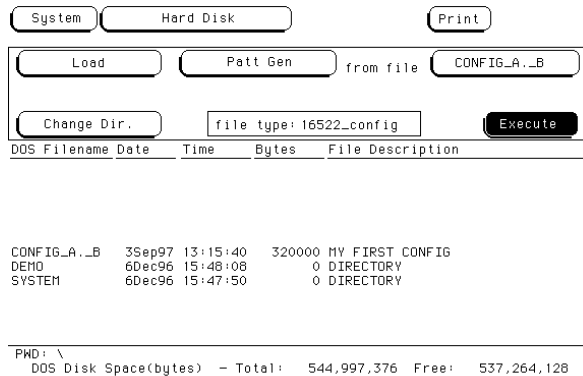 System Hard Disk Print
Load Patt Gen from file CONFIG_A._B
Change Dir. file type: 16522_config Execute
DOS Filename Date Time Bytes File Description
CONFIG_A._B 3Sep97 13:15:40 320000 MY FIRST CONFIG
DEMO 6Dec96 15:48:08 0 DIRECTORY
SYSTEM 6Dec96 15:47:50 0 DIRECTORY
PWD: \
DOS Disk Space(bytes) - Total: 544,997,376 Free: 537,264,128